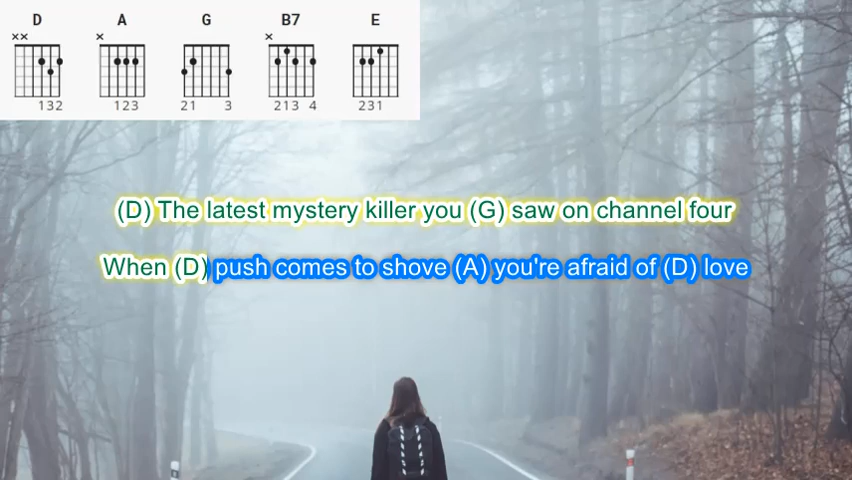 D A G B7 E
xx x x
132 123 21 3 213 4 231
(D) The latest mystery killer you (G) saw on channel four
When (D) push comes to shove (A) you're afraid of (D) love